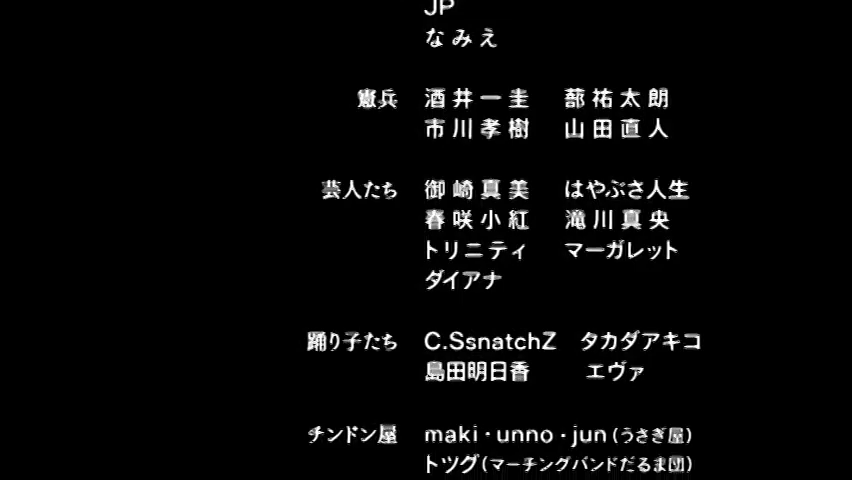 JP
なみえ
憲兵 酒井一圭 蔀祐太朗
市川孝樹 山田直人
芸人たち 御崎真美 はやぶさ人生
春咲小紅 滝川真央
トリニティ マーガレット
ダイアナ
踊り子たち C.SsnatchZ タカダアキコ
島田明日香 エヴァ
チンドン屋 maki・unno・jun(うさぎ屋)
トツグ(マーチングバンドだるま団)